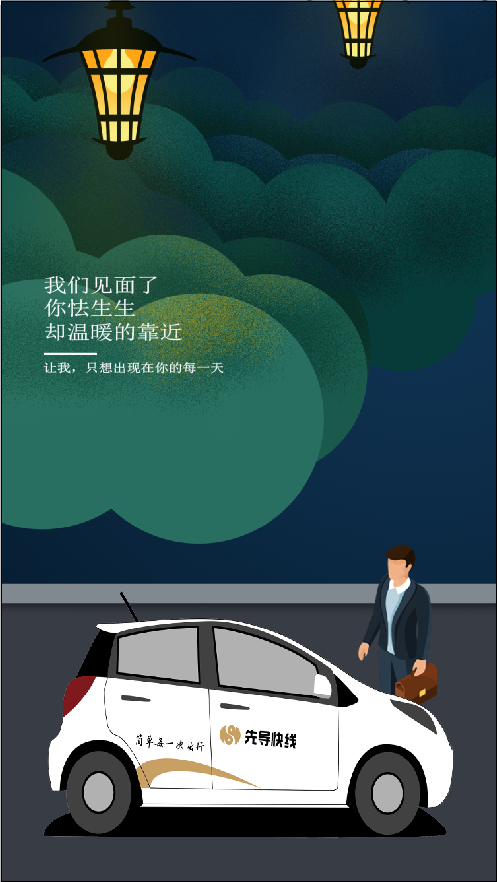 我们见面了
你怯生生
却温暖的靠近
让我，只想出现在你的每一天
简单每一次出行
先导快线